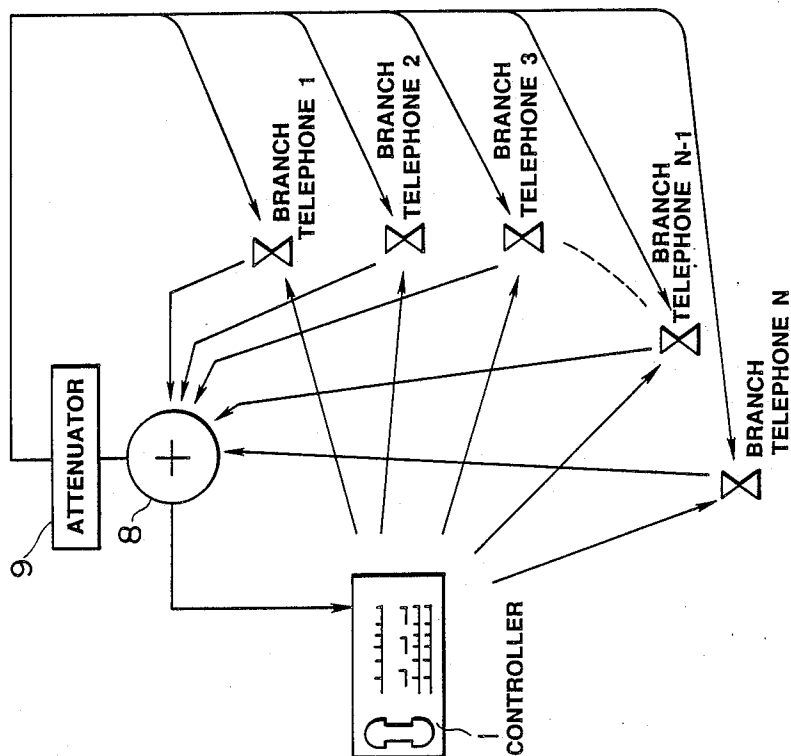 9
ATTENUATOR
8
+
BRANCH
TELEPHONE 1
BRANCH
TELEPHONE 2
BRANCH
TELEPHONE 3
BRANCH
TELEPHONE N-1
BRANCH
TELEPHONE N
1
CONTROLLER